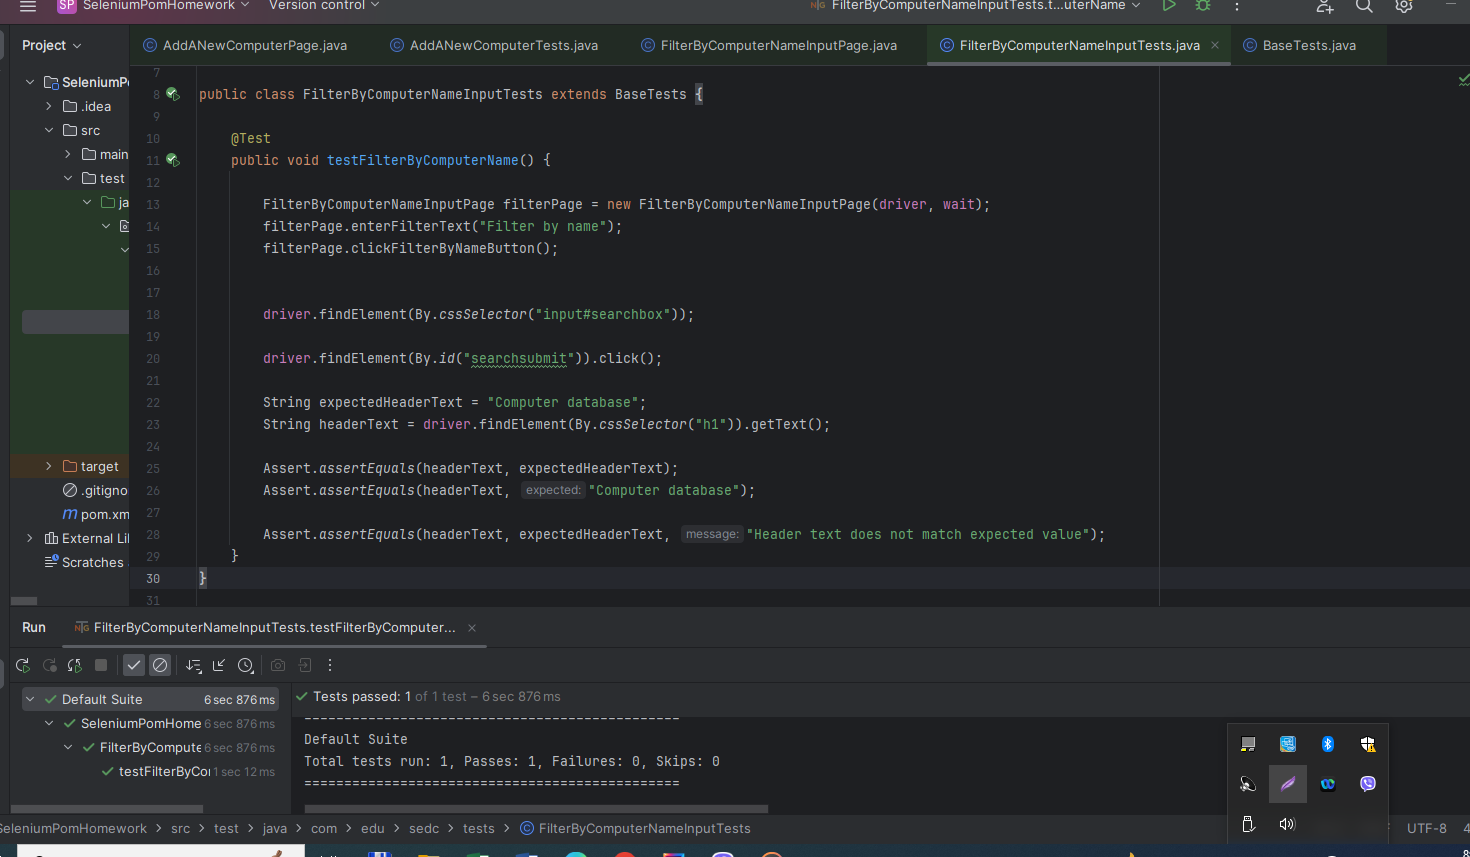 SP SeleniumPomHomework Version control FilterByComputerNameInputTests.t...uterName
Project
AddANewComputerPage.java AddANewComputerTests.java FilterByComputerNameInputPage.java FilterByComputerNameInputTests.java BaseTests.java
SeleniumP
.idea
src
main
test
ja
target
.gitigno
pom.xm
External Li
Scratches
7
8 public class FilterByComputerNameInputTests extends BaseTests {
9
10 @Test
11 public void testFilterByComputerName() {
12
13 FilterByComputerNameInputPage filterPage = new FilterByComputerNameInputPage(driver, wait);
14 filterPage.enterFilterText("Filter by name");
15 filterPage.clickFilterByNameButton();
16
17
18 driver.findElement(By.cssSelector("input#searchbox"));
19
20 driver.findElement(By.id("searchsubmit")).click();
21
22 String expectedHeaderText = "Computer database";
23 String headerText = driver.findElement(By.cssSelector("h1")).getText();
24
25 Assert.assertEquals(headerText, expectedHeaderText);
26 Assert.assertEquals(headerText, expected: "Computer database");
27
28 Assert.assertEquals(headerText, expectedHeaderText, message: "Header text does not match expected value");
29 }
30 }
31
Run FilterByComputerNameInputTests.testFilterByComputer...
Default Suite 6 sec 876 ms
SeleniumPomHome 6 sec 876 ms
FilterByCompute 6 sec 876 ms
testFilterByCo 1 sec 12 ms
Tests passed: 1 of 1 test – 6 sec 876 ms
===============================================
Default Suite
Total tests run: 1, Passes: 1, Failures: 0, Skips: 0
===============================================
SeleniumPomHomework > src > test > java > com > edu > sedc > tests > FilterByComputerNameInputTests
UTF-8 4